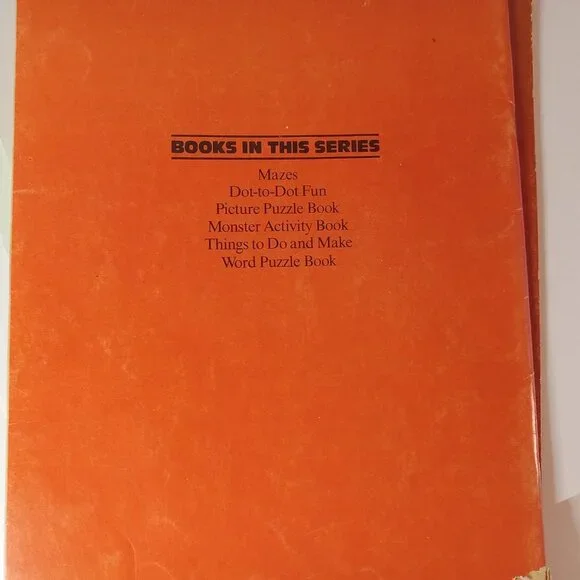 BOOKS IN THIS SERIES
Mazes
Dot-to-Dot Fun
Picture Puzzle Book
Monster Activity Book
Things to Do and Make
Word Puzzle Book